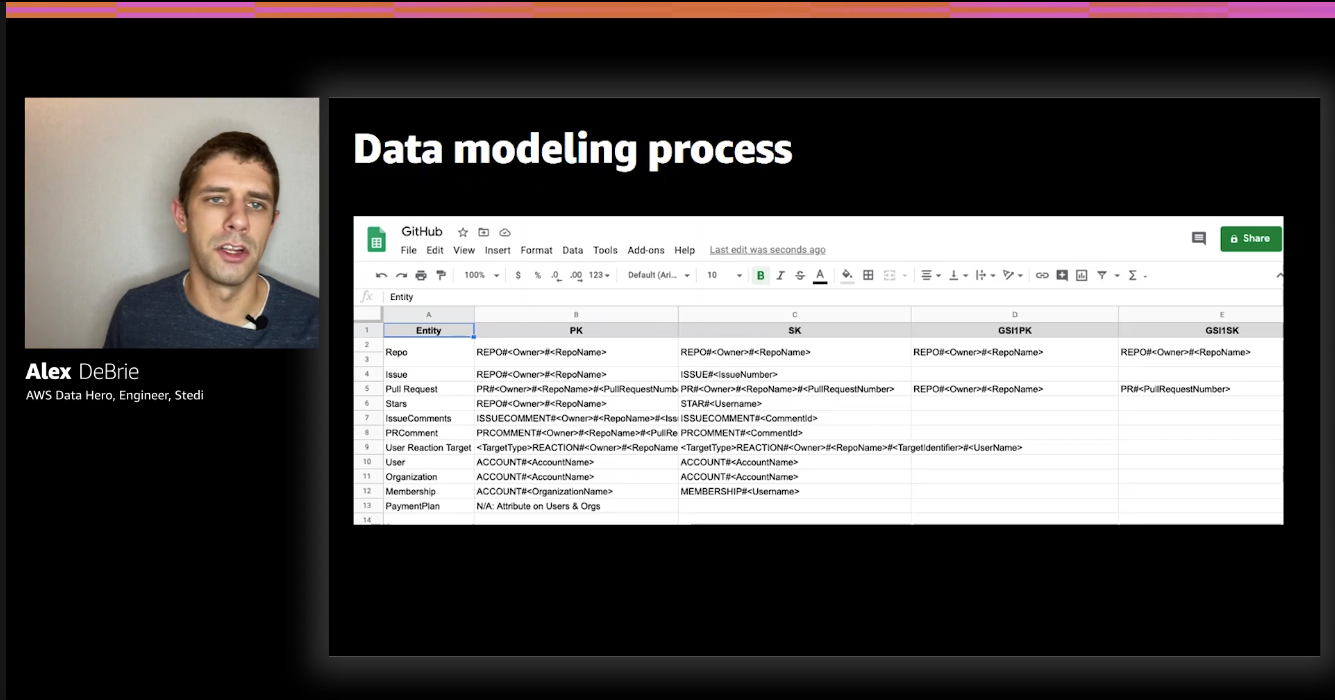 Data modeling process
Alex DeBrie
AWS Data Hero, Engineer, Stedi
GitHub
File Edit View Insert Format Data Tools Add-ons Help Last edit was seconds ago
Share
100% $ % .0 .00 123 Default (Ari... 10 B I S A
fx Entity
A B C D E
1 Entity PK SK GSI1PK GSI1SK
2
Repo REPO#<Owner>#<RepoName> REPO#<Owner>#<RepoName> REPO#<Owner>#<RepoName> REPO#<Owner>#<RepoName>
3
4 Issue REPO#<Owner>#<RepoName> ISSUE#<IssueNumber>
5 Pull Request PR#<Owner>#<RepoName>#<PullRequestNumb PR#<Owner>#<RepoName>#<PullRequestNumber> REPO#<Owner>#<RepoName> PR#<PullRequestNumber>
6 Stars REPO#<Owner>#<RepoName> STAR#<Username>
7 IssueComments ISSUECOMMENT#<Owner>#<RepoName>#<Iss ISSUECOMMENT#<CommentId>
8 PRComment PRCOMMENT#<Owner>#<RepoName>#<PullRe PRCOMMENT#<CommentId>
9 User Reaction Target <TargetType>REACTION#<Owner>#<RepoName <TargetType>REACTION#<Owner>#<RepoName>#<TargetIdentifier>#<UserName>
10 User ACCOUNT#<AccountName> ACCOUNT#<AccountName>
11 Organization ACCOUNT#<AccountName> ACCOUNT#<AccountName>
12 Membership ACCOUNT#<OrganizationName> MEMBERSHIP#<Username>
13 PaymentPlan N/A: Attribute on Users & Orgs
14